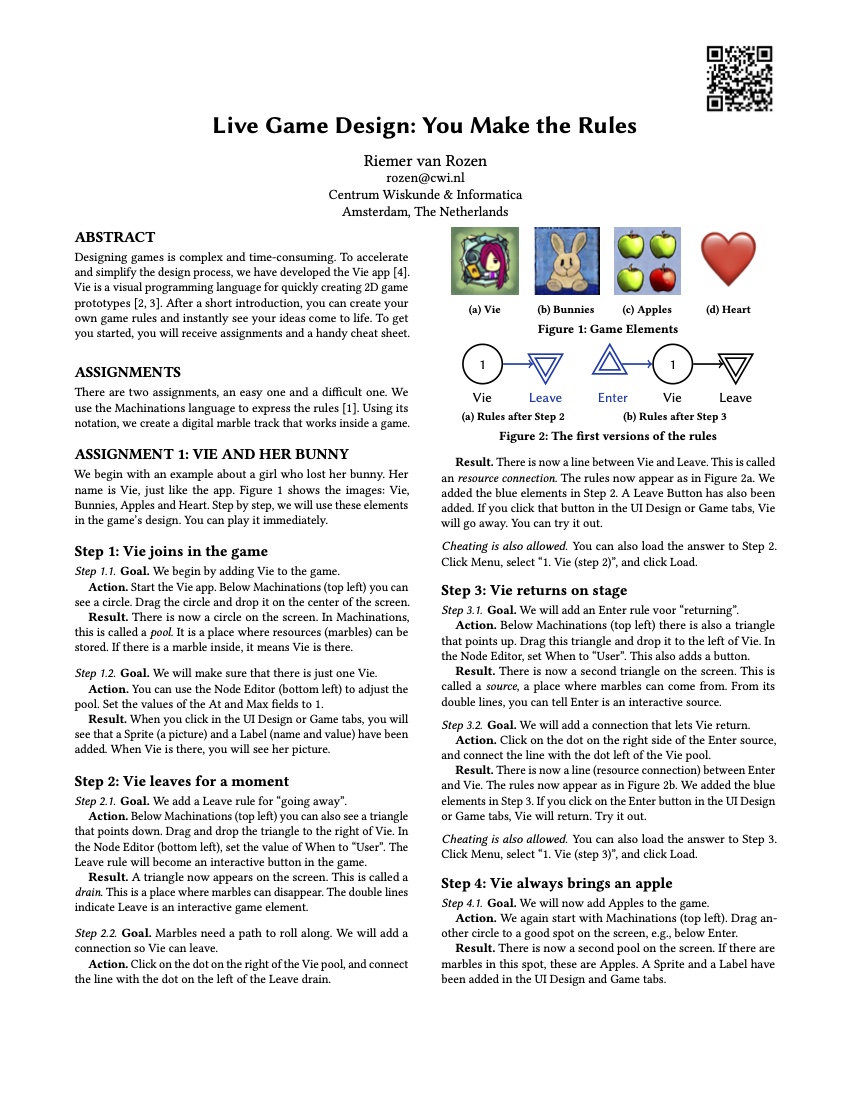 Live Game Design: You Make the Rules
Riemer van Rozen
rozen@cwi.nl
Centrum Wiskunde & Informatica
Amsterdam, The Netherlands
ABSTRACT
Designing games is complex and time-consuming. To accelerate
and simplify the design process, we have developed the Vie app [4].
Vie is a visual programming language for quickly creating 2D game
prototypes [2, 3]. After a short introduction, you can create your
own game rules and instantly see your ideas come to life. To get
you started, you will receive assignments and a handy cheat sheet.
ASSIGNMENTS
There are two assignments, an easy one and a difficult one. We
use the Machinations language to express the rules [1]. Using its
notation, we create a digital marble track that works inside a game.
ASSIGNMENT 1: VIE AND HER BUNNY
We begin with an example about a girl who lost her bunny. Her
name is Vie, just like the app. Figure 1 shows the images: Vie,
Bunnies, Apples and Heart. Step by step, we will use these elements
in the game's design. You can play it immediately.
Step 1: Vie joins in the game
Step 1.1. Goal. We begin by adding Vie to the game.
Action. Start the Vie app. Below Machinations (top left) you can
see a circle. Drag the circle and drop it on the center of the screen.
Result. There is now a circle on the screen. In Machinations,
this is called a pool. It is a place where resources (marbles) can be
stored. If there is a marble inside, it means Vie is there.
Step 1.2. Goal. We will make sure that there is just one Vie.
Action. You can use the Node Editor (bottom left) to adjust the
pool. Set the values of the At and Max fields to 1.
Result. When you click in the UI Design or Game tabs, you will
see that a Sprite (a picture) and a Label (name and value) have been
added. When Vie is there, you will see her picture.
Step 2: Vie leaves for a moment
Step 2.1. Goal. We add a Leave rule for "going away".
Action. Below Machinations (top left) you can also see a triangle
that points down. Drag and drop the triangle to the right of Vie. In
the Node Editor (bottom left), set the value of When to "User". The
Leave rule will become an interactive button in the game.
Result. A triangle now appears on the screen. This is called a
drain. This is a place where marbles can disappear. The double lines
indicate Leave is an interactive game element.
Step 2.2. Goal. Marbles need a path to roll along. We will add a
connection so Vie can leave.
Action. Click on the dot on the right of the Vie pool, and connect
the line with the dot on the left of the Leave drain.
(a) Vie (b) Bunnies (c) Apples (d) Heart
Figure 1: Game Elements
1 1
Vie Leave Enter Vie Leave
(a) Rules after Step 2 (b) Rules after Step 3
Figure 2: The first versions of the rules
Result. There is now a line between Vie and Leave. This is called
an resource connection. The rules now appear as in Figure 2a. We
added the blue elements in Step 2. A Leave Button has also been
added. If you click that button in the UI Design or Game tabs, Vie
will go away. You can try it out.
Cheating is also allowed. You can also load the answer to Step 2.
Click Menu, select "1. Vie (step 2)", and click Load.
Step 3: Vie returns on stage
Step 3.1. Goal. We will add an Enter rule voor "returning".
Action. Below Machinations (top left) there is also a triangle
that points up. Drag this triangle and drop it to the left of Vie. In
the Node Editor, set When to "User". This also adds a button.
Result. There is now a second triangle on the screen. This is
called a source, a place where marbles can come from. From its
double lines, you can tell Enter is an interactive source.
Step 3.2. Goal. We will add a connection that lets Vie return.
Action. Click on the dot on the right side of the Enter source,
and connect the line with the dot left of the Vie pool.
Result. There is now a line (resource connection) between Enter
and Vie. The rules now appear as in Figure 2b. We added the blue
elements in Step 3. If you click on the Enter button in the UI Design
or Game tabs, Vie will return. Try it out.
Cheating is also allowed. You can also load the answer to Step 3.
Click Menu, select "1. Vie (step 3)", and click Load.
Step 4: Vie always brings an apple
Step 4.1. Goal. We will now add Apples to the game.
Action. We again start with Machinations (top left). Drag an-
other circle to a good spot on the screen, e.g., below Enter.
Result. There is now a second pool on the screen. If there are
marbles in this spot, these are Apples. A Sprite and a Label have
been added in the UI Design and Game tabs.